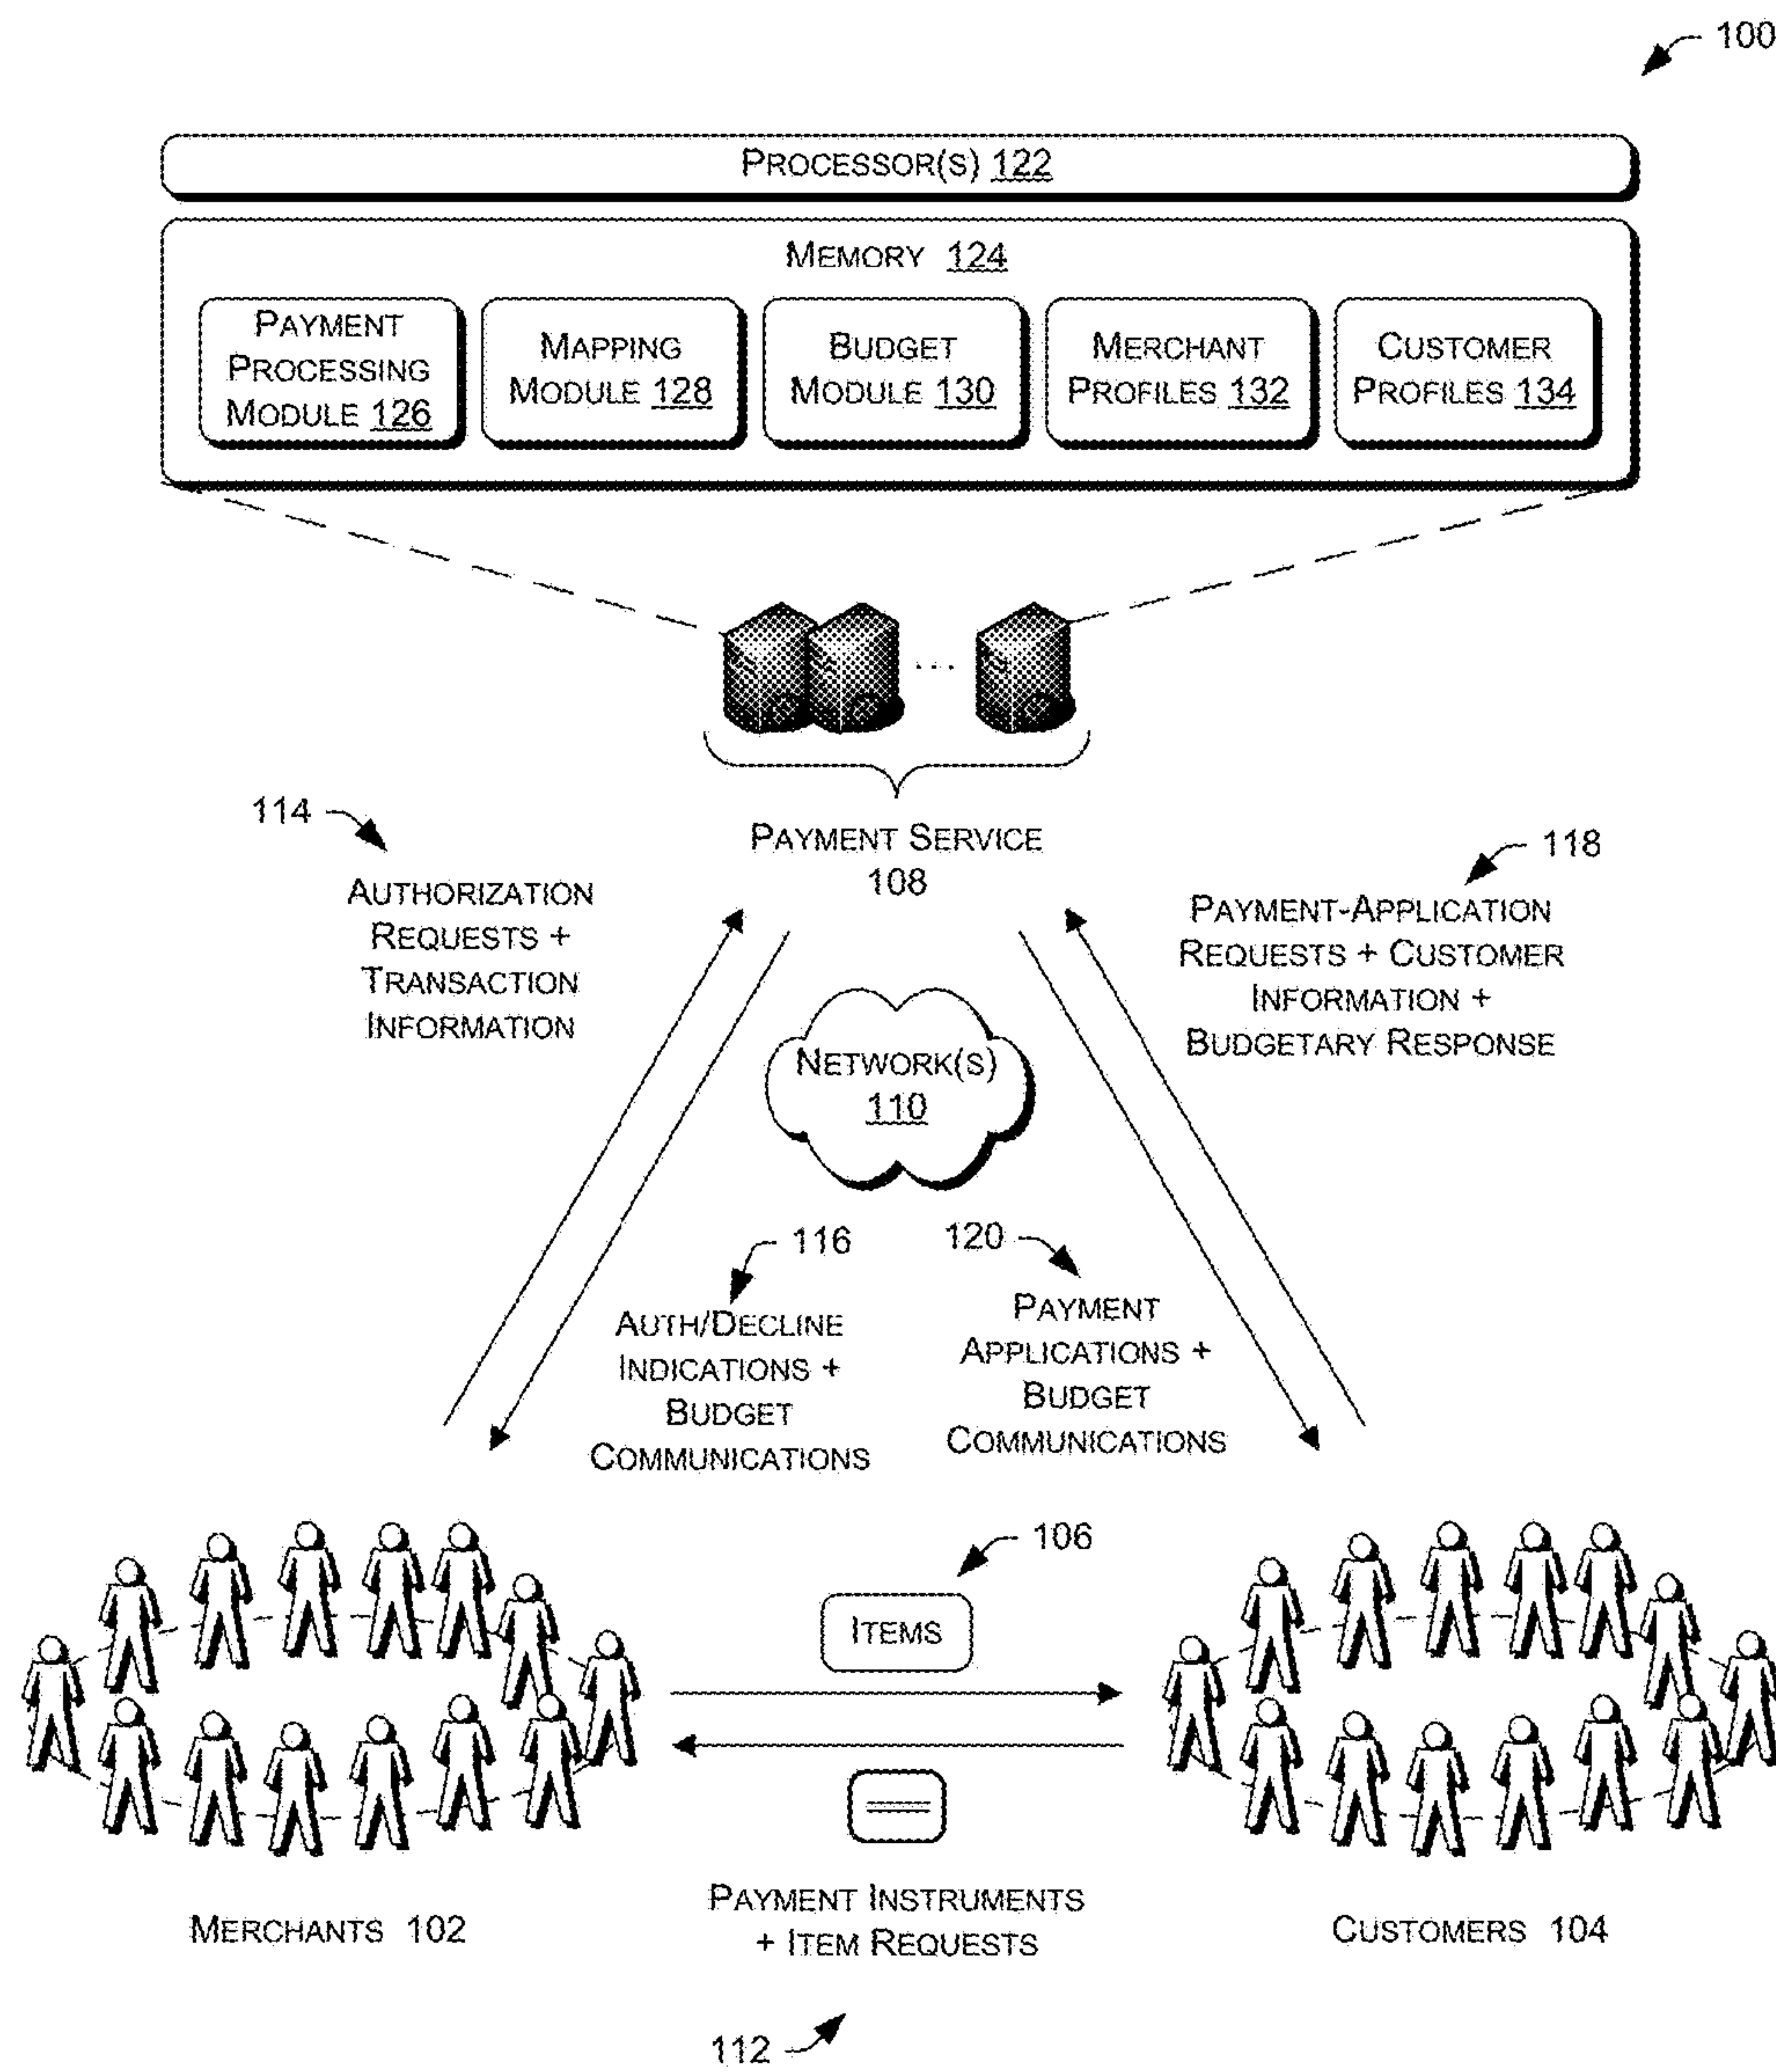 100
PROCESSOR(S) 122
MEMORY 124
PAYMENT
PROCESSING
MODULE 126
MAPPING
MODULE 128
BUDGET
MODULE 130
MERCHANT
PROFILES 132
CUSTOMER
PROFILES 134
...
PAYMENT SERVICE
108
114
AUTHORIZATION
REQUESTS +
TRANSACTION
INFORMATION
118
PAYMENT-APPLICATION
REQUESTS + CUSTOMER
INFORMATION +
BUDGETARY RESPONSE
NETWORK(S)
110
116
AUTH/DECLINE
INDICATIONS +
BUDGET
COMMUNICATIONS
120
PAYMENT
APPLICATIONS +
BUDGET
COMMUNICATIONS
106
ITEMS
PAYMENT INSTRUMENTS
+ ITEM REQUESTS
MERCHANTS 102
CUSTOMERS 104
112